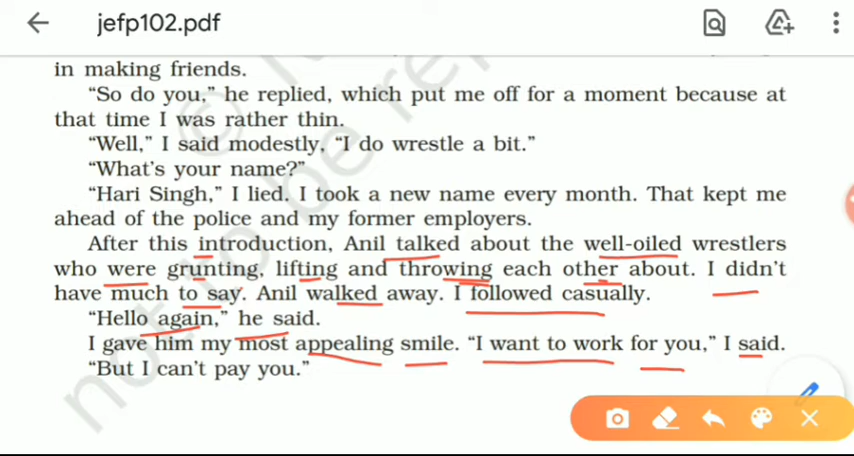 jefp102.pdf
in making friends.
“So do you,” he replied, which put me off for a moment because at
that time I was rather thin.
“Well,” I said modestly, “I do wrestle a bit.”
“What’s your name?”
“Hari Singh,” I lied. I took a new name every month. That kept me
ahead of the police and my former employers.
After this introduction, Anil talked about the well-oiled wrestlers
who were grunting, lifting and throwing each other about. I didn’t
have much to say. Anil walked away. I followed casually.
“Hello again,” he said.
I gave him my most appealing smile. “I want to work for you,” I said.
“But I can’t pay you.”
not to be re